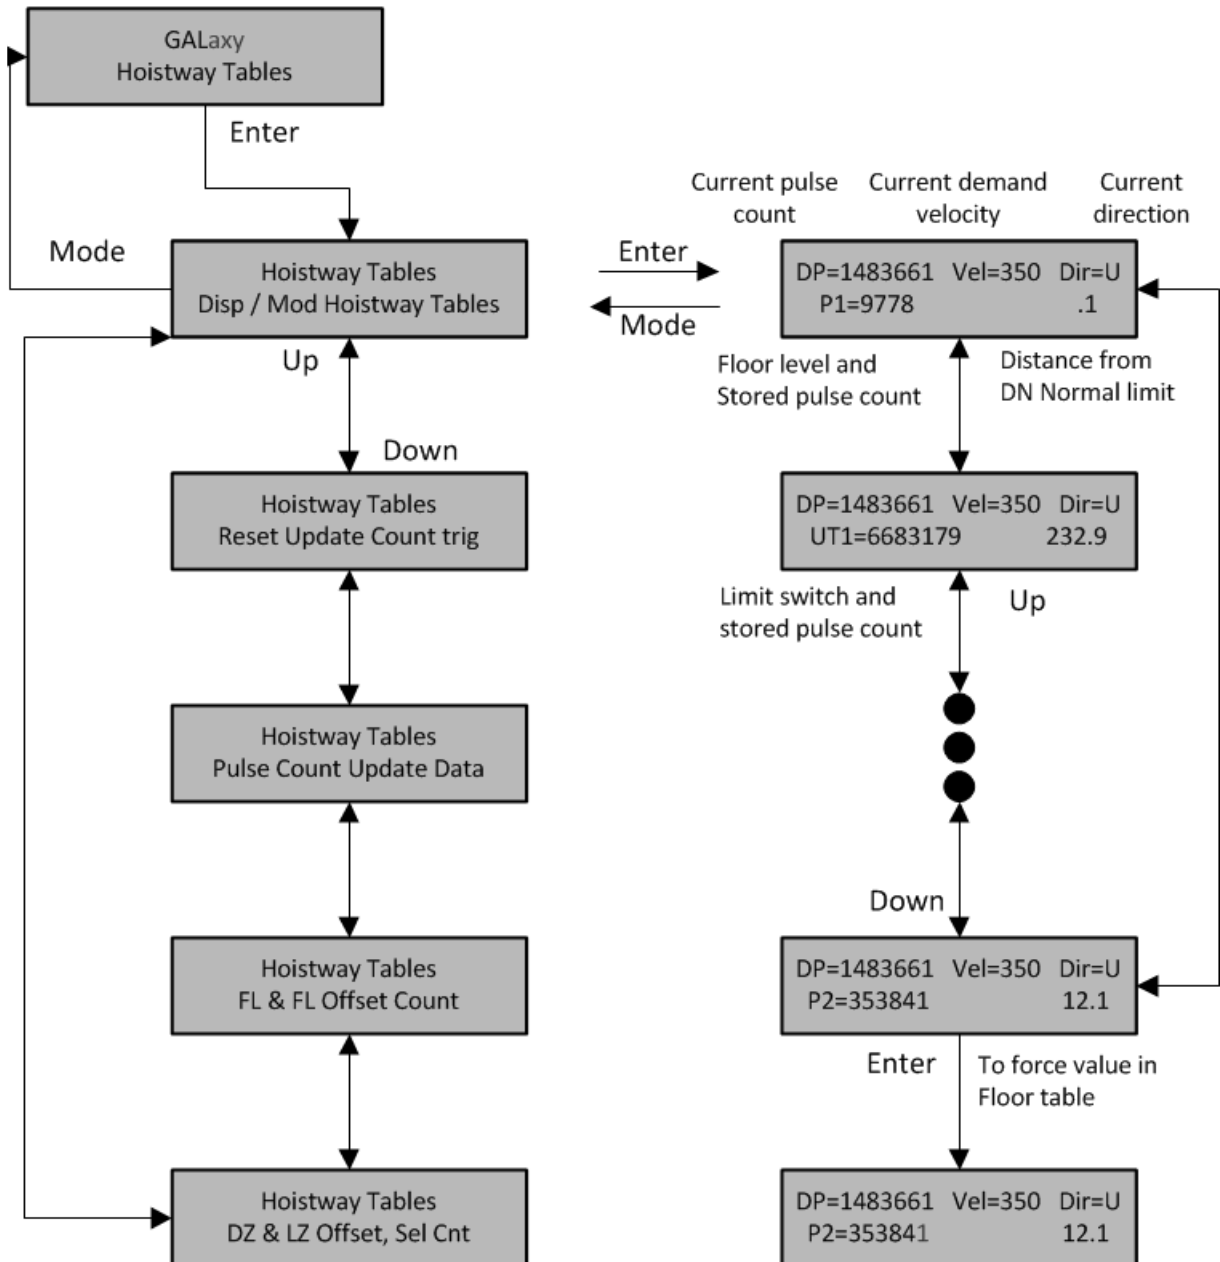 GALaxy
Hoistway Tables
Enter
Mode
Hoistway Tables
Disp / Mod Hoistway Tables
Up
Down
Hoistway Tables
Reset Update Count trig
Hoistway Tables
Pulse Count Update Data
Hoistway Tables
FL & FL Offset Count
Hoistway Tables
DZ & LZ Offset, Sel Cnt
Enter
Mode
Current pulse
count
Current demand
velocity
Current
direction
DP=1483661 Vel=350 Dir=U
P1=9778 .1
Floor level and
Stored pulse count
Distance from
DN Normal limit
DP=1483661 Vel=350 Dir=U
UT1=6683179 232.9
Limit switch and
stored pulse count
Up
Down
DP=1483661 Vel=350 Dir=U
P2=353841 12.1
Enter
To force value in
Floor table
DP=1483661 Vel=350 Dir=U
P2=353841 12.1